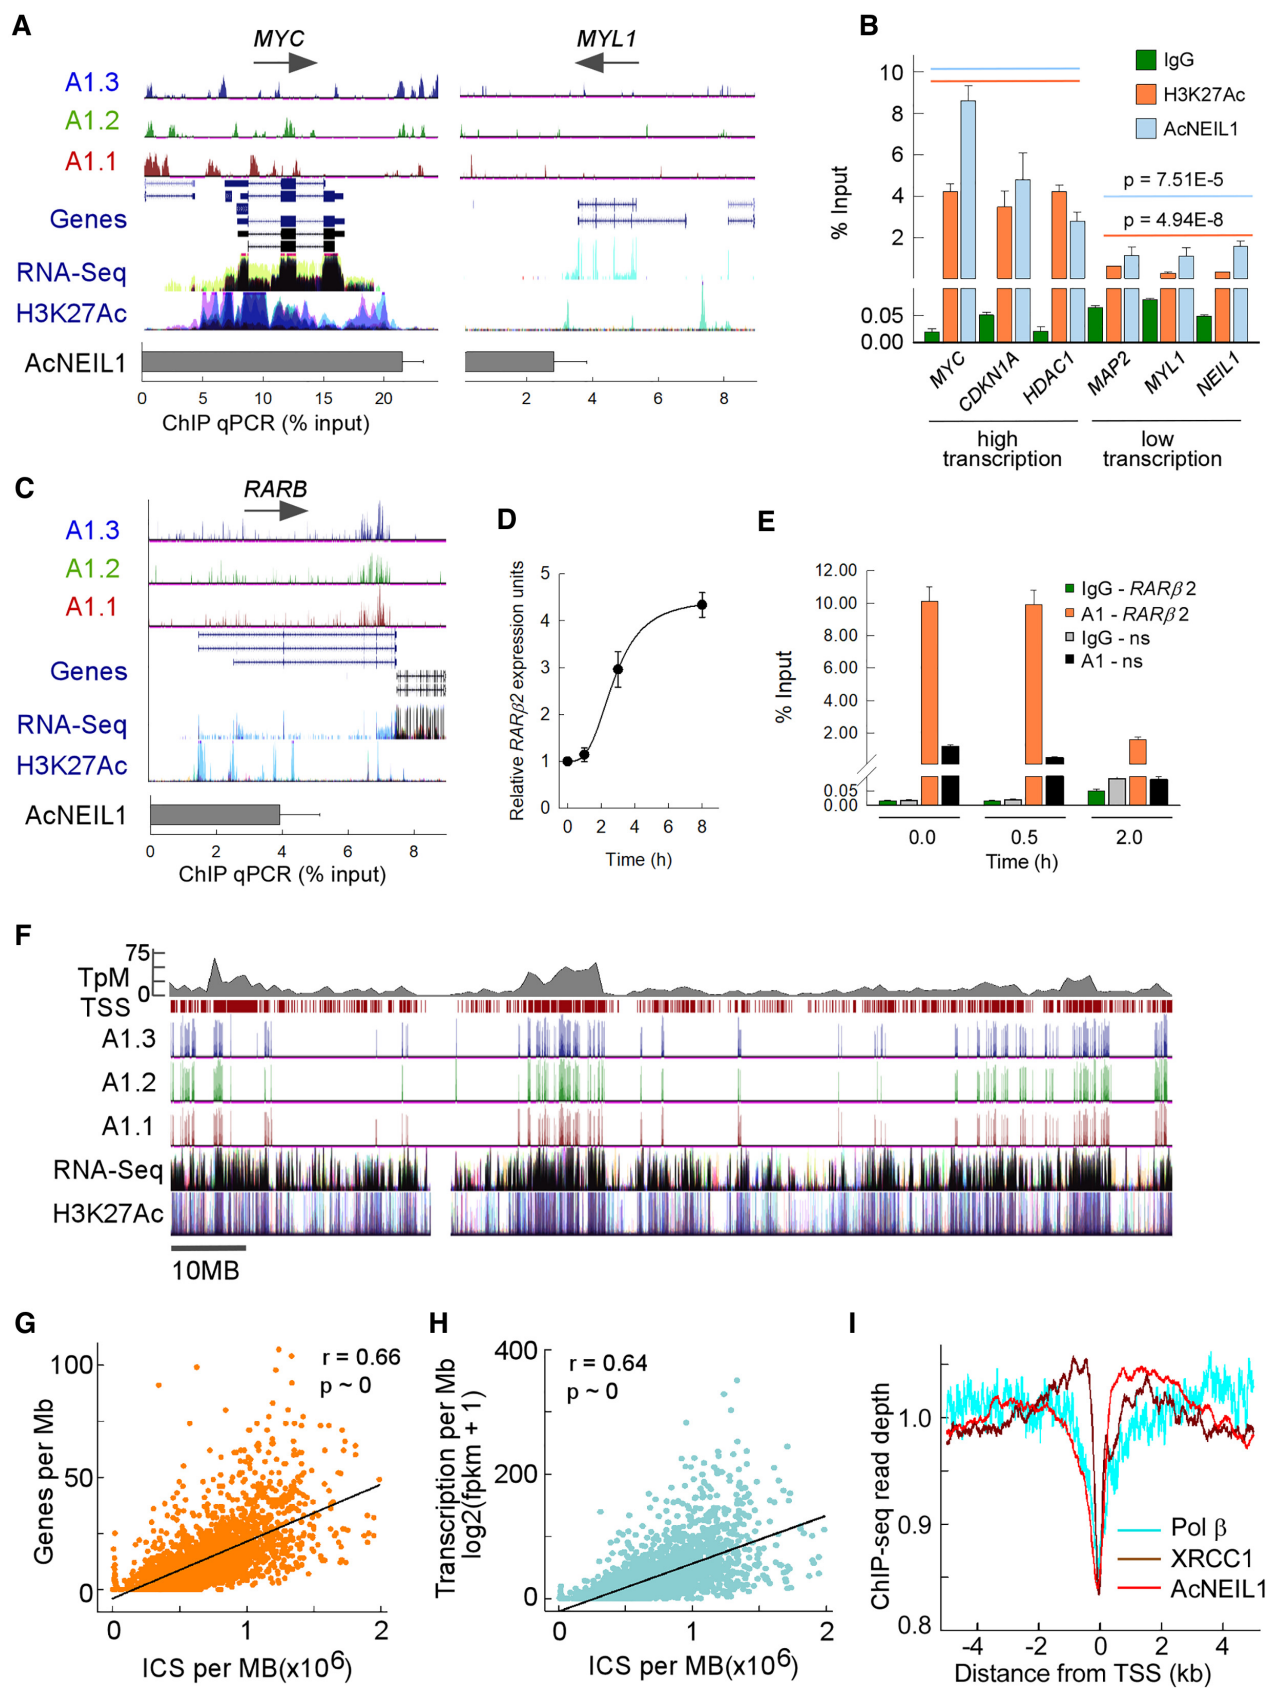 A
MYC
MYL1
A1.3
A1.2
A1.1
Genes
RNA-Seq
H3K27Ac
AcNEIL1
0 5 10 15 20
2 4 6 8
ChIP qPCR (% input)
B
10
8
6
4
2
0.05
0.00
% Input
IgG
H3K27Ac
AcNEIL1
p = 7.51E-5
p = 4.94E-8
MYC
CDKN1A
HDAC1
MAP2
MYL1
NEIL1
high
transcription
low
transcription
C
RARB
A1.3
A1.2
A1.1
Genes
RNA-Seq
H3K27Ac
AcNEIL1
0 2 4 6 8
ChIP qPCR (% input)
D
Relative RARβ2 expression units
5
4
3
2
1
0
0 2 4 6 8
Time (h)
E
% Input
12.00
10.00
8.00
6.00
4.00
2.00
0.05
0.00
IgG - RARβ2
A1 - RARβ2
IgG - ns
A1 - ns
0.0 0.5 2.0
Time (h)
F
75
TpM
0
TSS
A1.3
A1.2
A1.1
RNA-Seq
H3K27Ac
10MB
G
Genes per Mb
100
50
0
r = 0.66
p ~ 0
0 1 2
ICS per MB(x10⁶)
H
Transcription per Mb
log2(fpkm + 1)
400
200
0
r = 0.64
p ~ 0
0 1 2
ICS per MB(x10⁶)
I
ChIP-seq read depth
1.0
0.9
0.8
Pol β
XRCC1
AcNEIL1
-4 -2 0 2 4
Distance from TSS (kb)